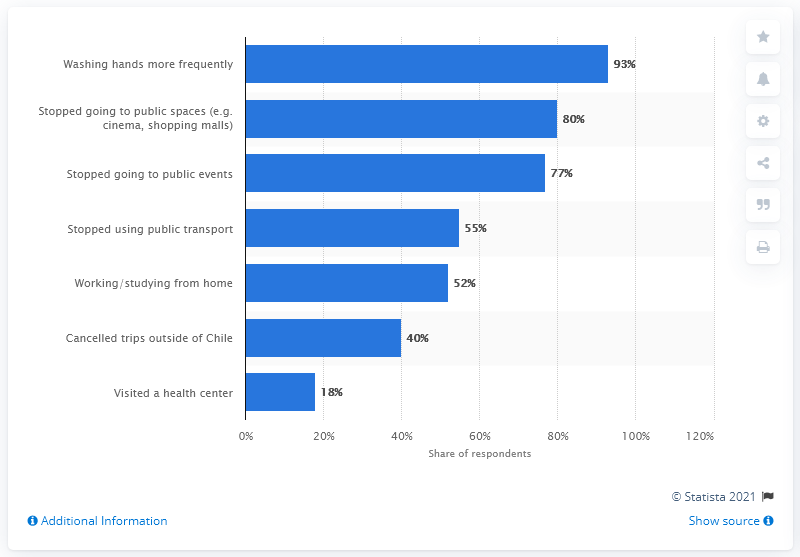 Washing hands more frequently
93%
Stopped going to public spaces (e.g.
cinema, shopping malls)
80%
Stopped going to public events
77%
Stopped using public transport
55%
Working/studying from home
52%
Cancelled trips outside of Chile
40%
Visited a health center
18%
0% 20% 40% 60% 80% 100% 120%
Share of respondents
© Statista 2021
Additional Information
Show source